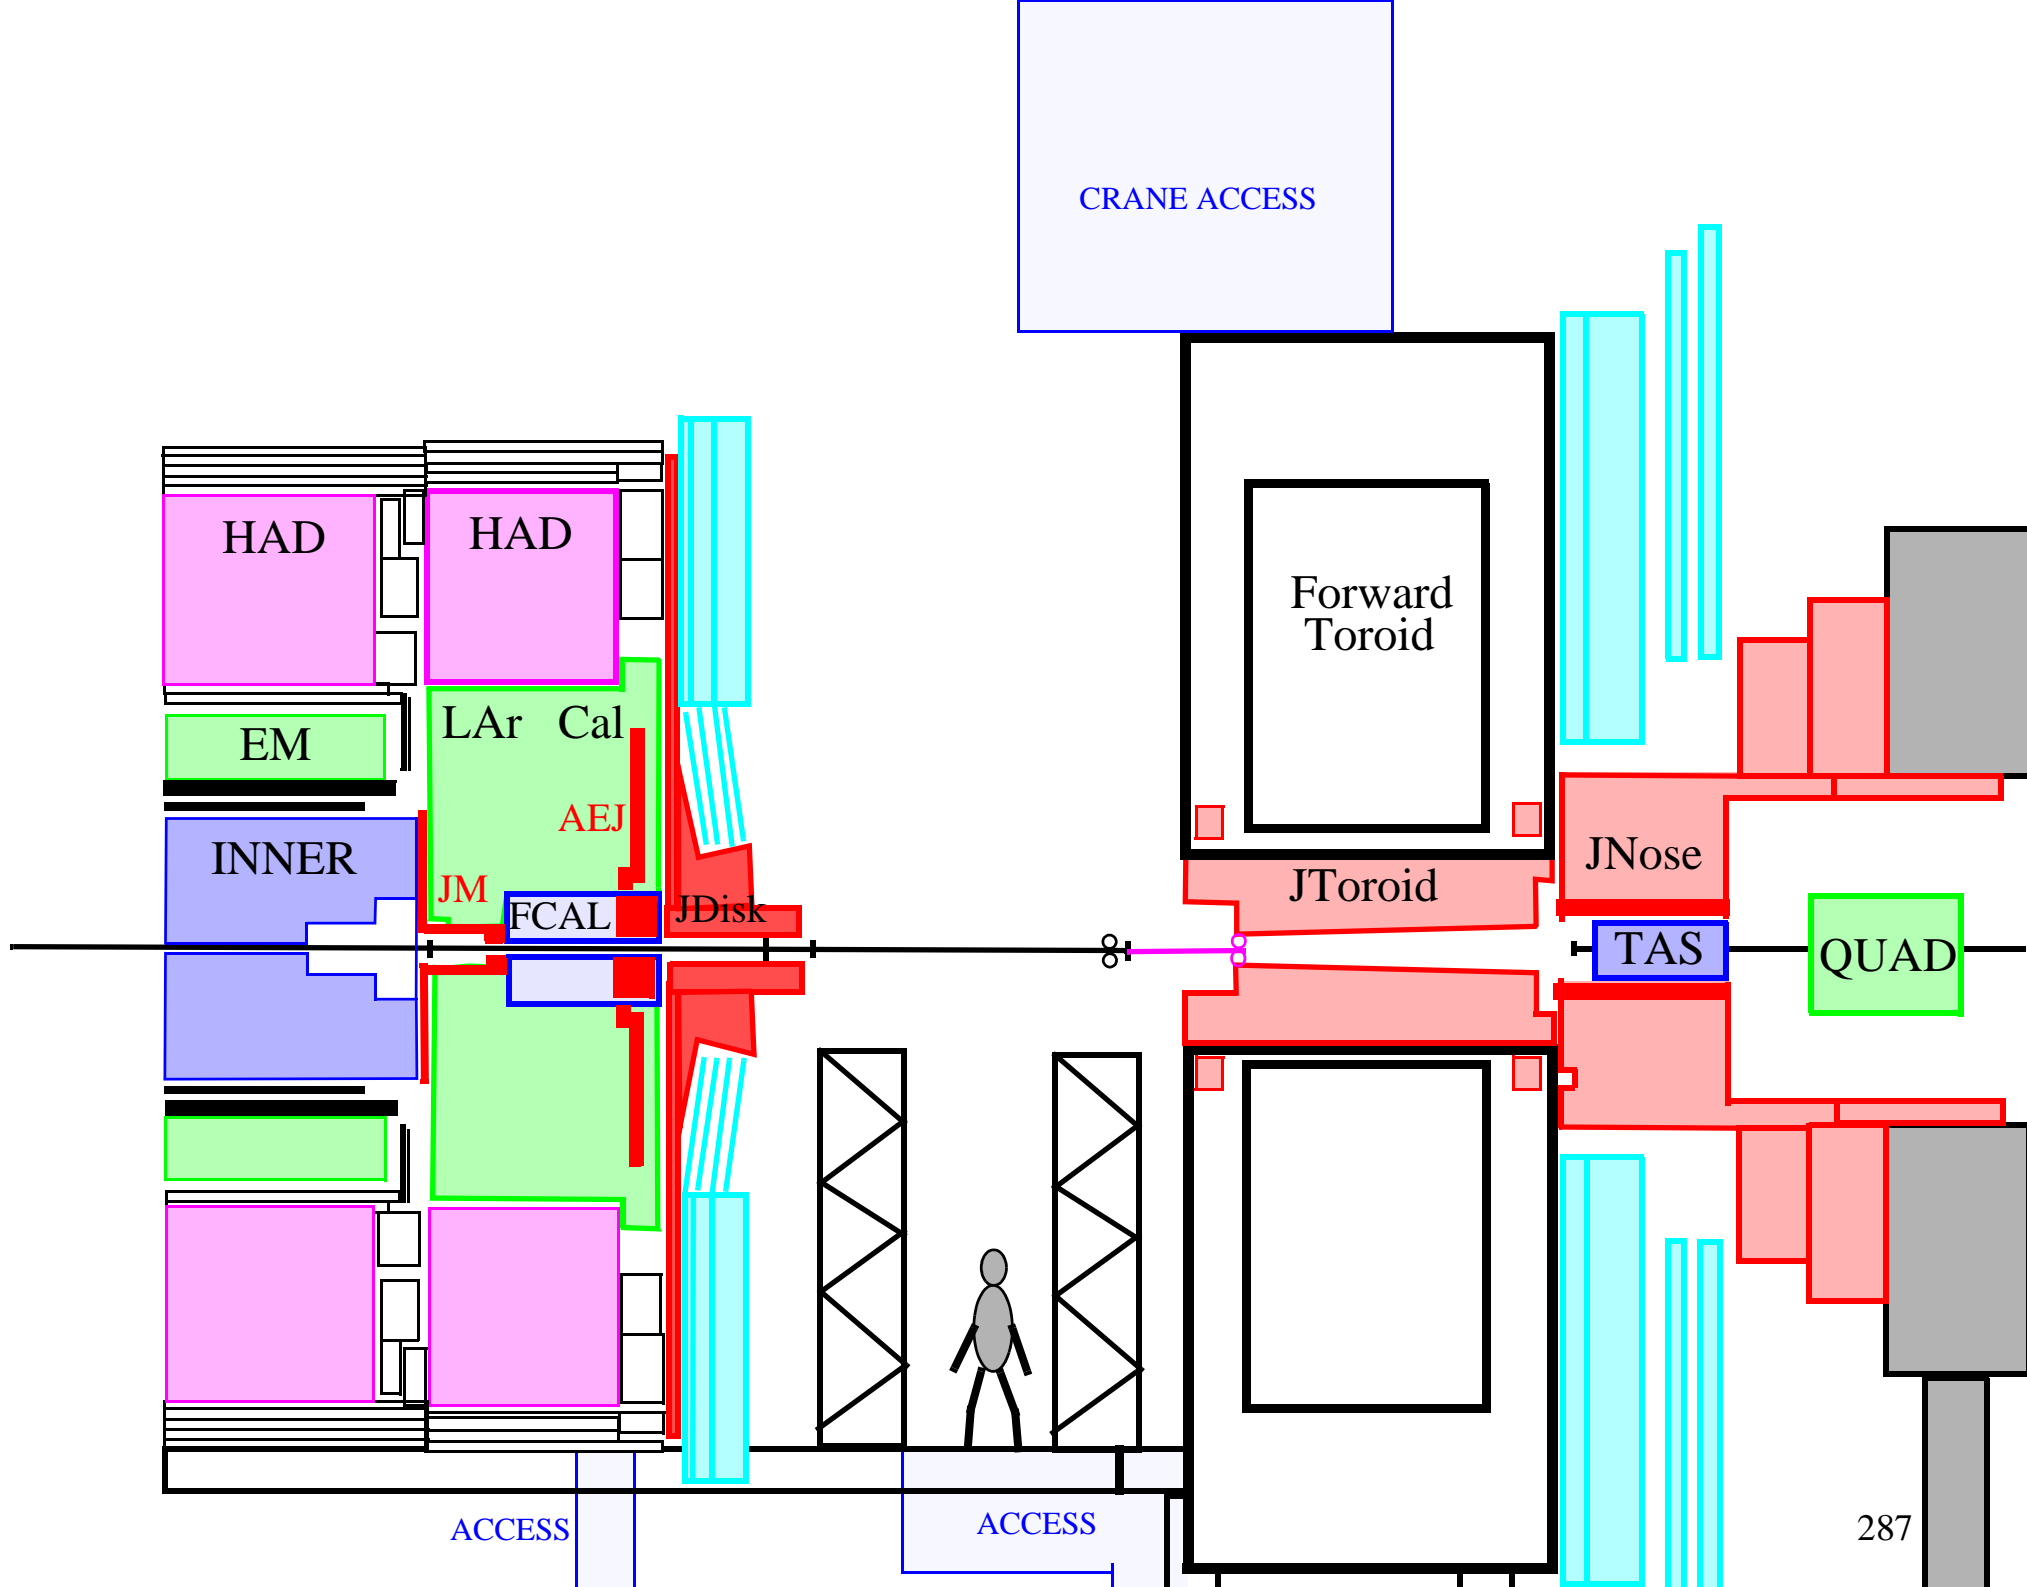 CRANE ACCESS
HAD
HAD
Forward
Toroid
LAr Cal
EM
AEJ
INNER
JM
FCAL
JDisk
JToroid
JNose
TAS
QUAD
ACCESS
ACCESS
287